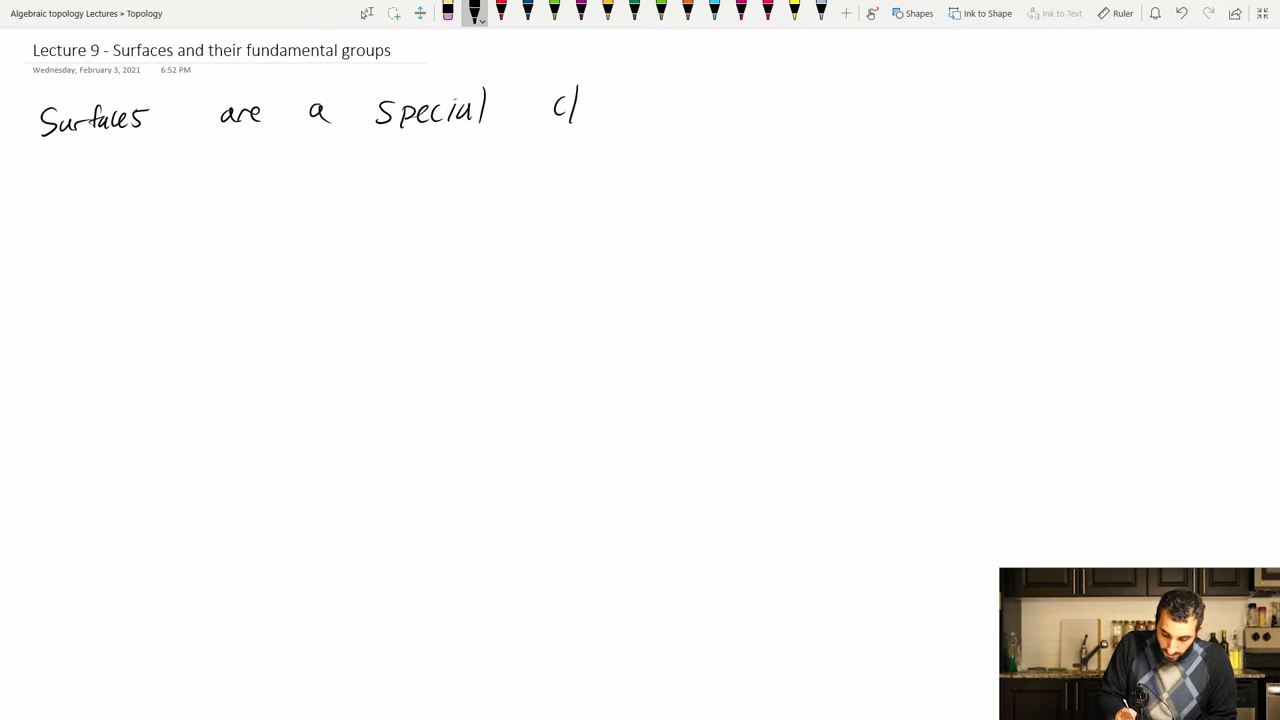 Algebraic topology Lectures » Topology
Shapes Ink to Shape Ink to Text Ruler
Lecture 9 - Surfaces and their fundamental groups
Wednesday, February 3, 2021 6:52 PM
Surfaces are a special cl